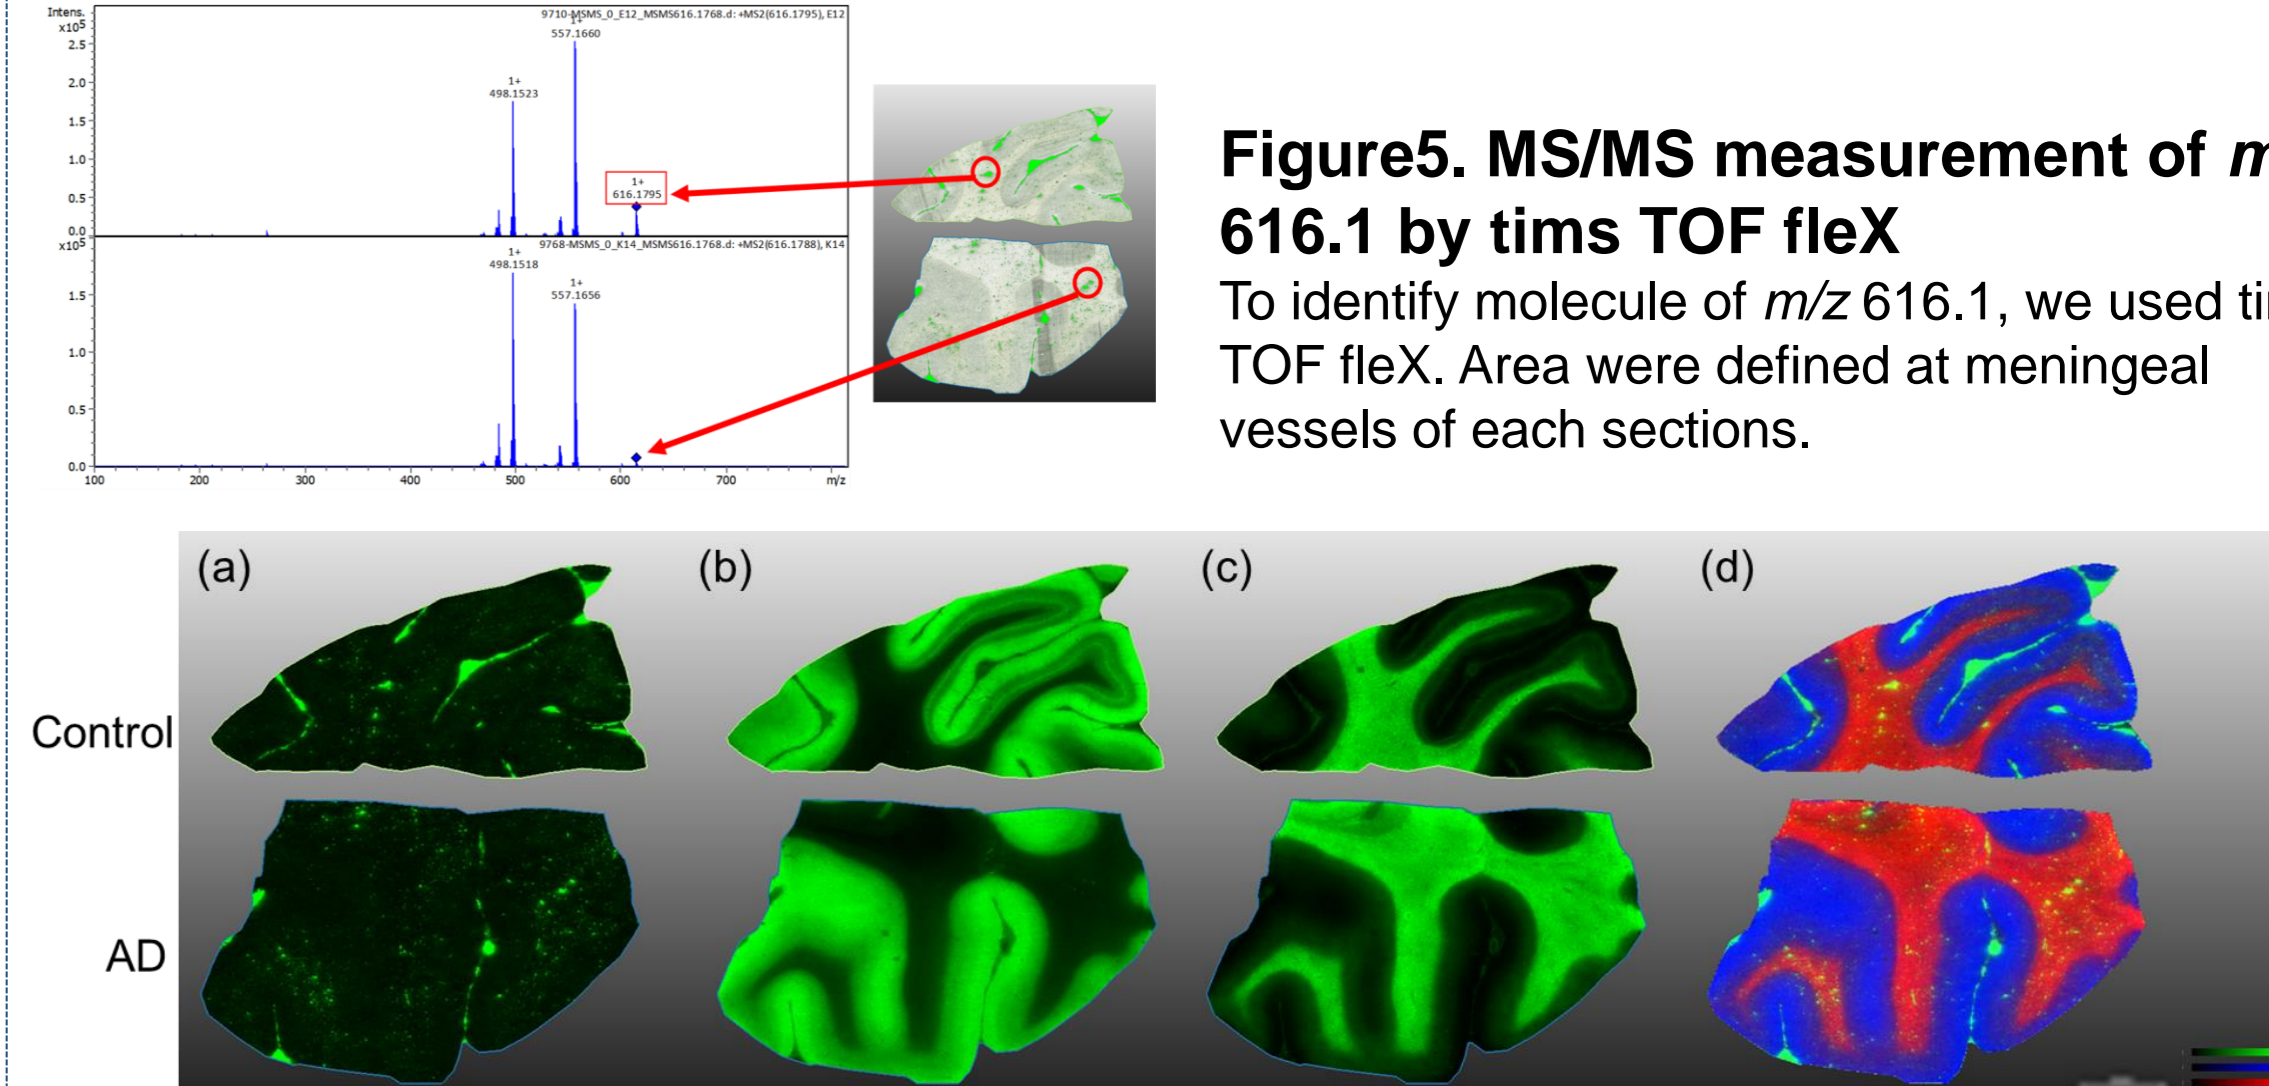 Intens.
x10⁵
9710-MSMS_0_E12_MSMS616.1768.d: +MS2(616.1795), E12
1+
557.1660
2.5
2.0
1+
498.1523
1.5
1.0
1+
616.1795
0.5
0.0
x10⁵
9768-MSMS_0_K14_MSMS616.1768.d: +MS2(616.1788), K14
1+
498.1518
1+
557.1656
1.5
1.0
0.5
0.0
100 200 300 400 500 600 700 m/z
Figure5. MS/MS measurement of
616.1 by tims TOF fleX
To identify molecule of m/z 616.1, we used
TOF fleX. Area were defined at meningeal
vessels of each sections.
(a) (b) (c) (d)
Control
AD